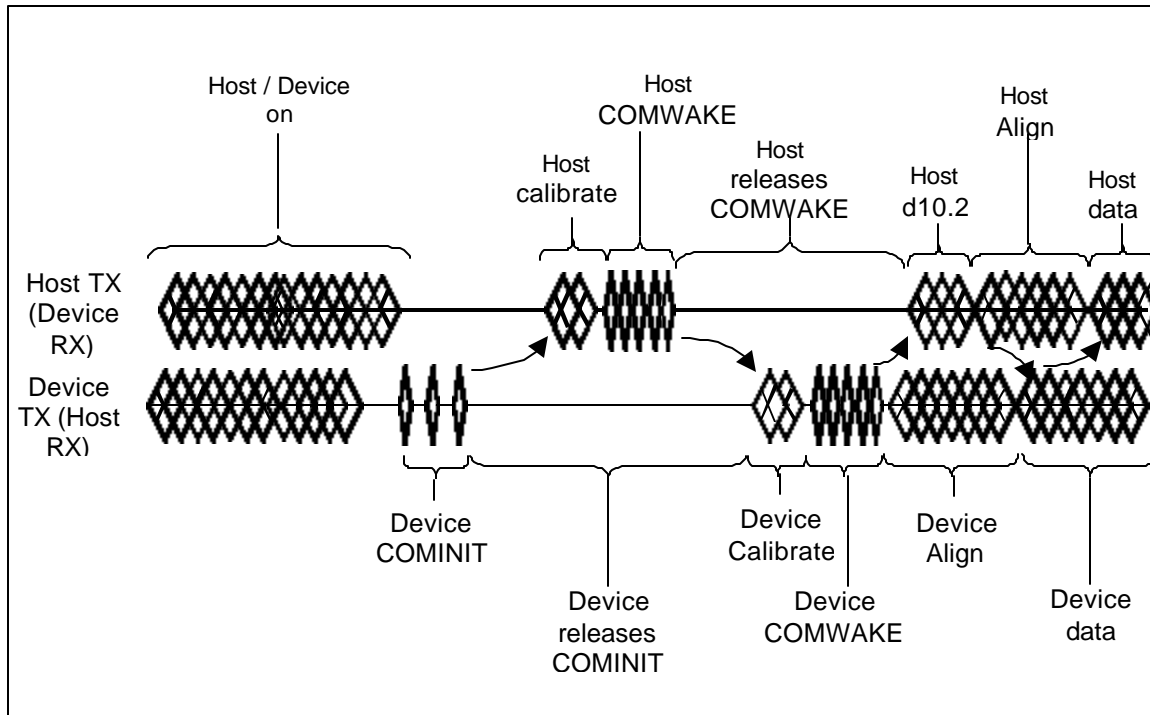 Host / Device
on
Host
COMWAKE
Host
calibrate
Host
releases
COMWAKE
Host
d10.2
Host
Align
Host
data
Host TX
(Device
RX)
Device
TX (Host
RX)
Device
COMINIT
Device
releases
COMINIT
Device
Calibrate
Device
COMWAKE
Device
Align
Device
data